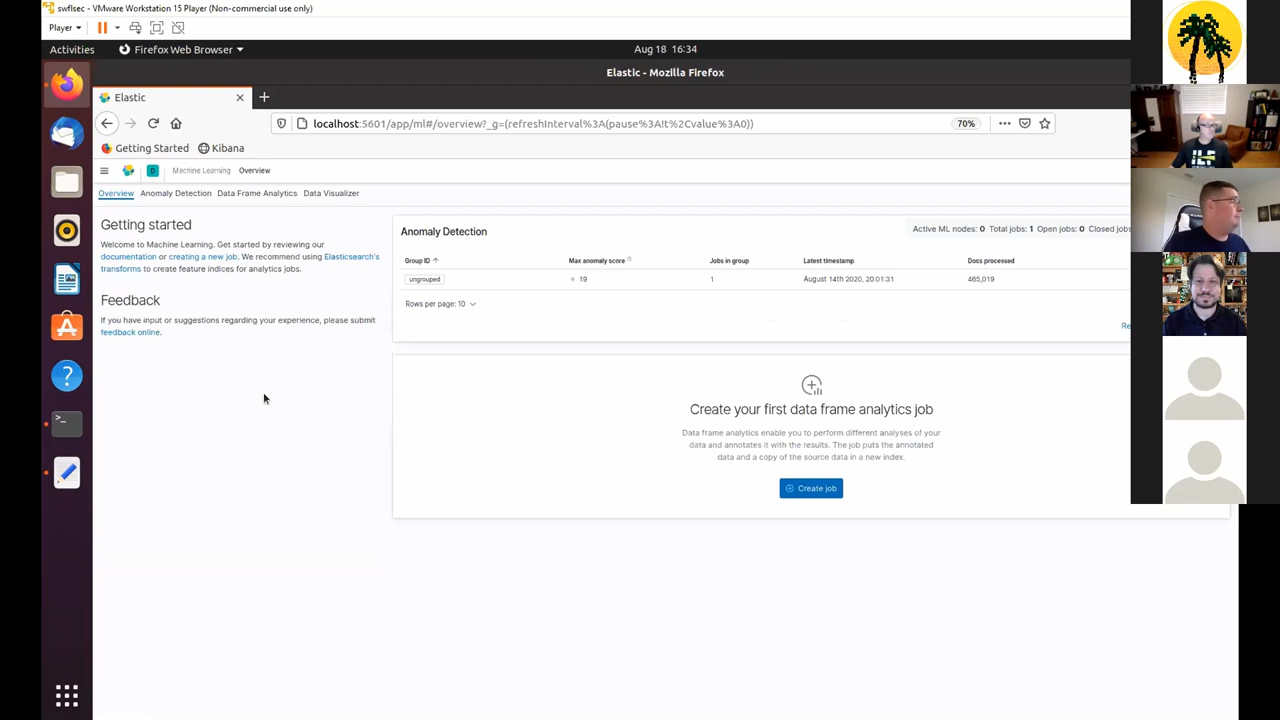 swflsec - VMware Workstation 15 Player (Non-commercial use only)
Player
Activities
Firefox Web Browser
Aug 18 16:34
Elastic - Mozilla Firefox
Elastic
localhost:5601/app/ml#/overview?_g=(refreshInterval%3A(pause%3A!t%2Cvalue%3A0))
70%
Getting Started
Kibana
D
Machine Learning
Overview
Overview
Anomaly Detection
Data Frame Analytics
Data Visualizer
Getting started
Welcome to Machine Learning. Get started by reviewing our
documentation or creating a new job. We recommend using Elasticsearch's
transforms to create feature indices for analytics jobs.
Feedback
If you have input or suggestions regarding your experience, please submit
feedback online.
Anomaly Detection
Active ML nodes: 0 Total jobs: 1 Open jobs: 0 Closed jobs
Group ID
Max anomaly score
Jobs in group
Latest timestamp
Docs processed
ungrouped
19
1
August 14th 2020, 20:01:31
465,019
Rows per page: 10
Re
Create your first data frame analytics job
Data frame analytics enable you to perform different analyses of your
data and annotates it with the results. The job puts the annotated
data and a copy of the source data in a new index.
Create job
ILF